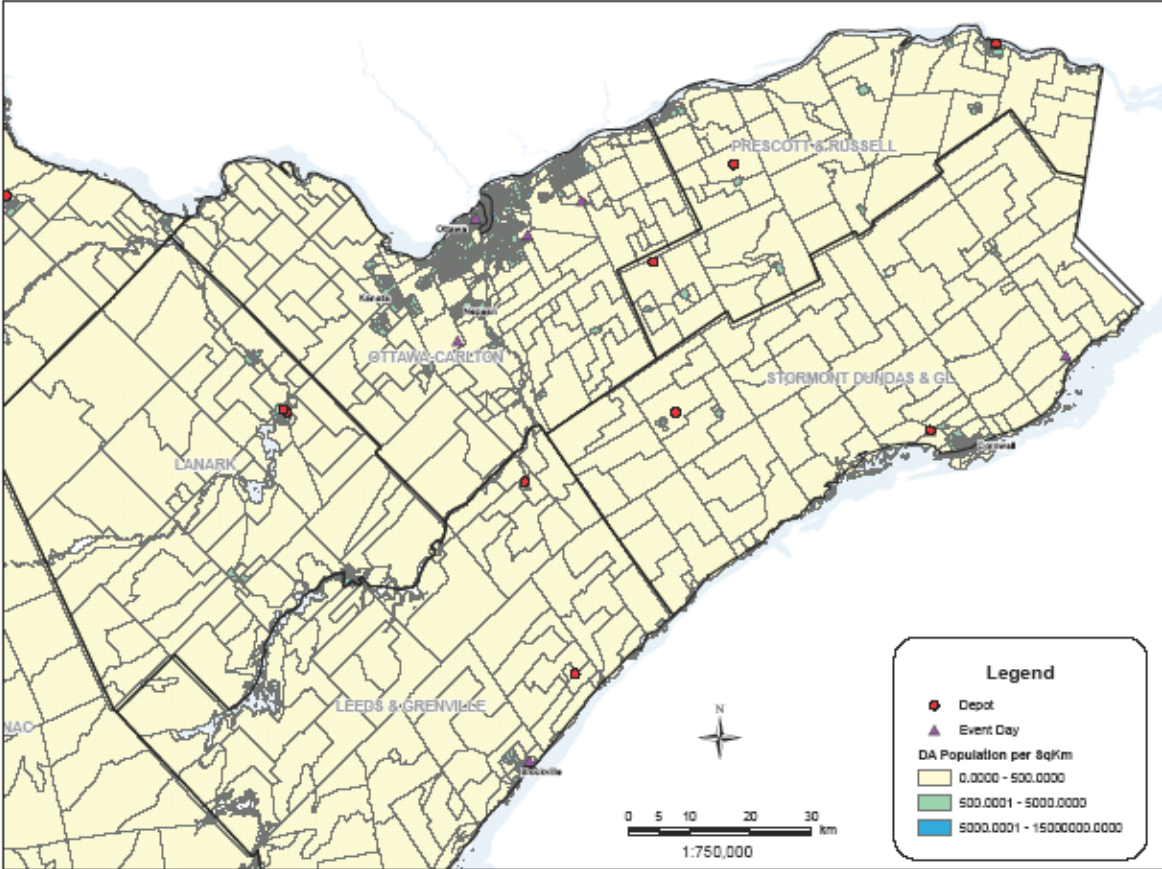 PRESCOTT & RUSSELL
Ottawa
Kanata
Nepean
OTTAWA-CARLTON
STORMONT DUNDAS & GL
Cornwall
LANARK
LEEDS & GRENVILLE
NAC
Brockville
N
0 5 10 20 30
km
1:750,000
Legend
Depot
Event Day
DA Population per SqKm
0.0000 - 500.0000
500.0001 - 5000.0000
5000.0001 - 15000000.0000